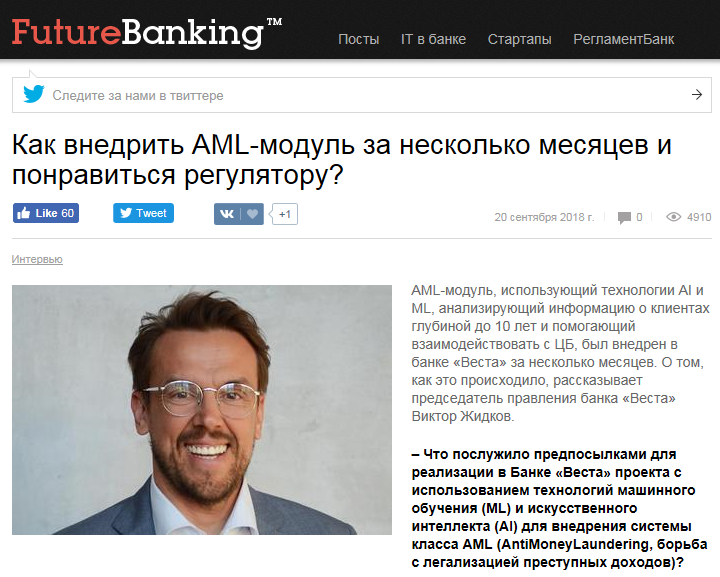 FutureBanking™
Посты IT в банке Стартапы РегламентБанк
Следите за нами в твиттере
Как внедрить AML-модуль за несколько месяцев и
понравиться регулятору?
Like 60 Tweet +1 20 сентября 2018 г. 0 4910
Интервью
AML-модуль, использующий технологии AI и
ML, анализирующий информацию о клиентах
глубиной до 10 лет и помогающий
взаимодействовать с ЦБ, был внедрен в
банке «Веста» за несколько месяцев. О том,
как это происходило, рассказывает
председатель правления банка «Веста»
Виктор Жидков.
– Что послужило предпосылками для
реализации в Банке «Веста» проекта с
использованием технологий машинного
обучения (ML) и искусственного
интеллекта (AI) для внедрения системы
класса AML (AntiMoneyLaundering, борьба
с легализацией преступных доходов)?